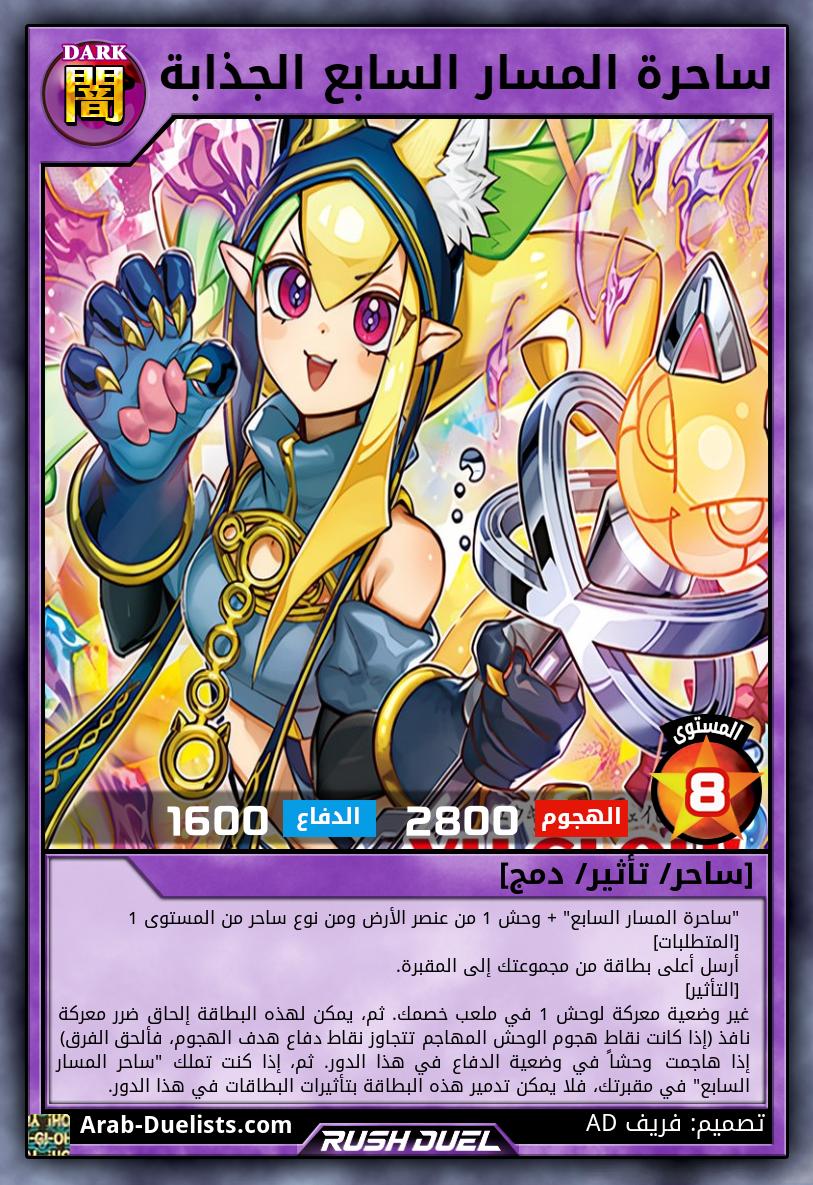 DARK
闇
ساحرة المسار السابع الجذابة
المستوى
8
الهجوم 2800 الدفاع 1600
[ساحر/ تأثير/ دمج]
"ساحرة المسار السابع" + وحش 1 من عنصر الأرض ومن نوع ساحر من المستوى 1
[المتطلبات]
أرسل أعلى بطاقة من مجموعتك إلى المقبرة.
[التأثير]
غير وضعية معركة لوحش 1 في ملعب خصمك. ثم، يمكن لهذه البطاقة إلحاق ضرر معركة
نافذ (إذا كانت نقاط هجوم الوحش المهاجم تتجاوز نقاط دفاع هدف الهجوم، فألحق الفرق)
إذا هاجمت وحشاً في وضعية الدفاع في هذا الدور. ثم، إذا كنت تملك "ساحر المسار
السابع" في مقبرتك، فلا يمكن تدمير هذه البطاقة بتأثيرات البطاقات في هذا الدور.
تصميم: فريف AD
Arab-Duelists.com
RUSH DUEL